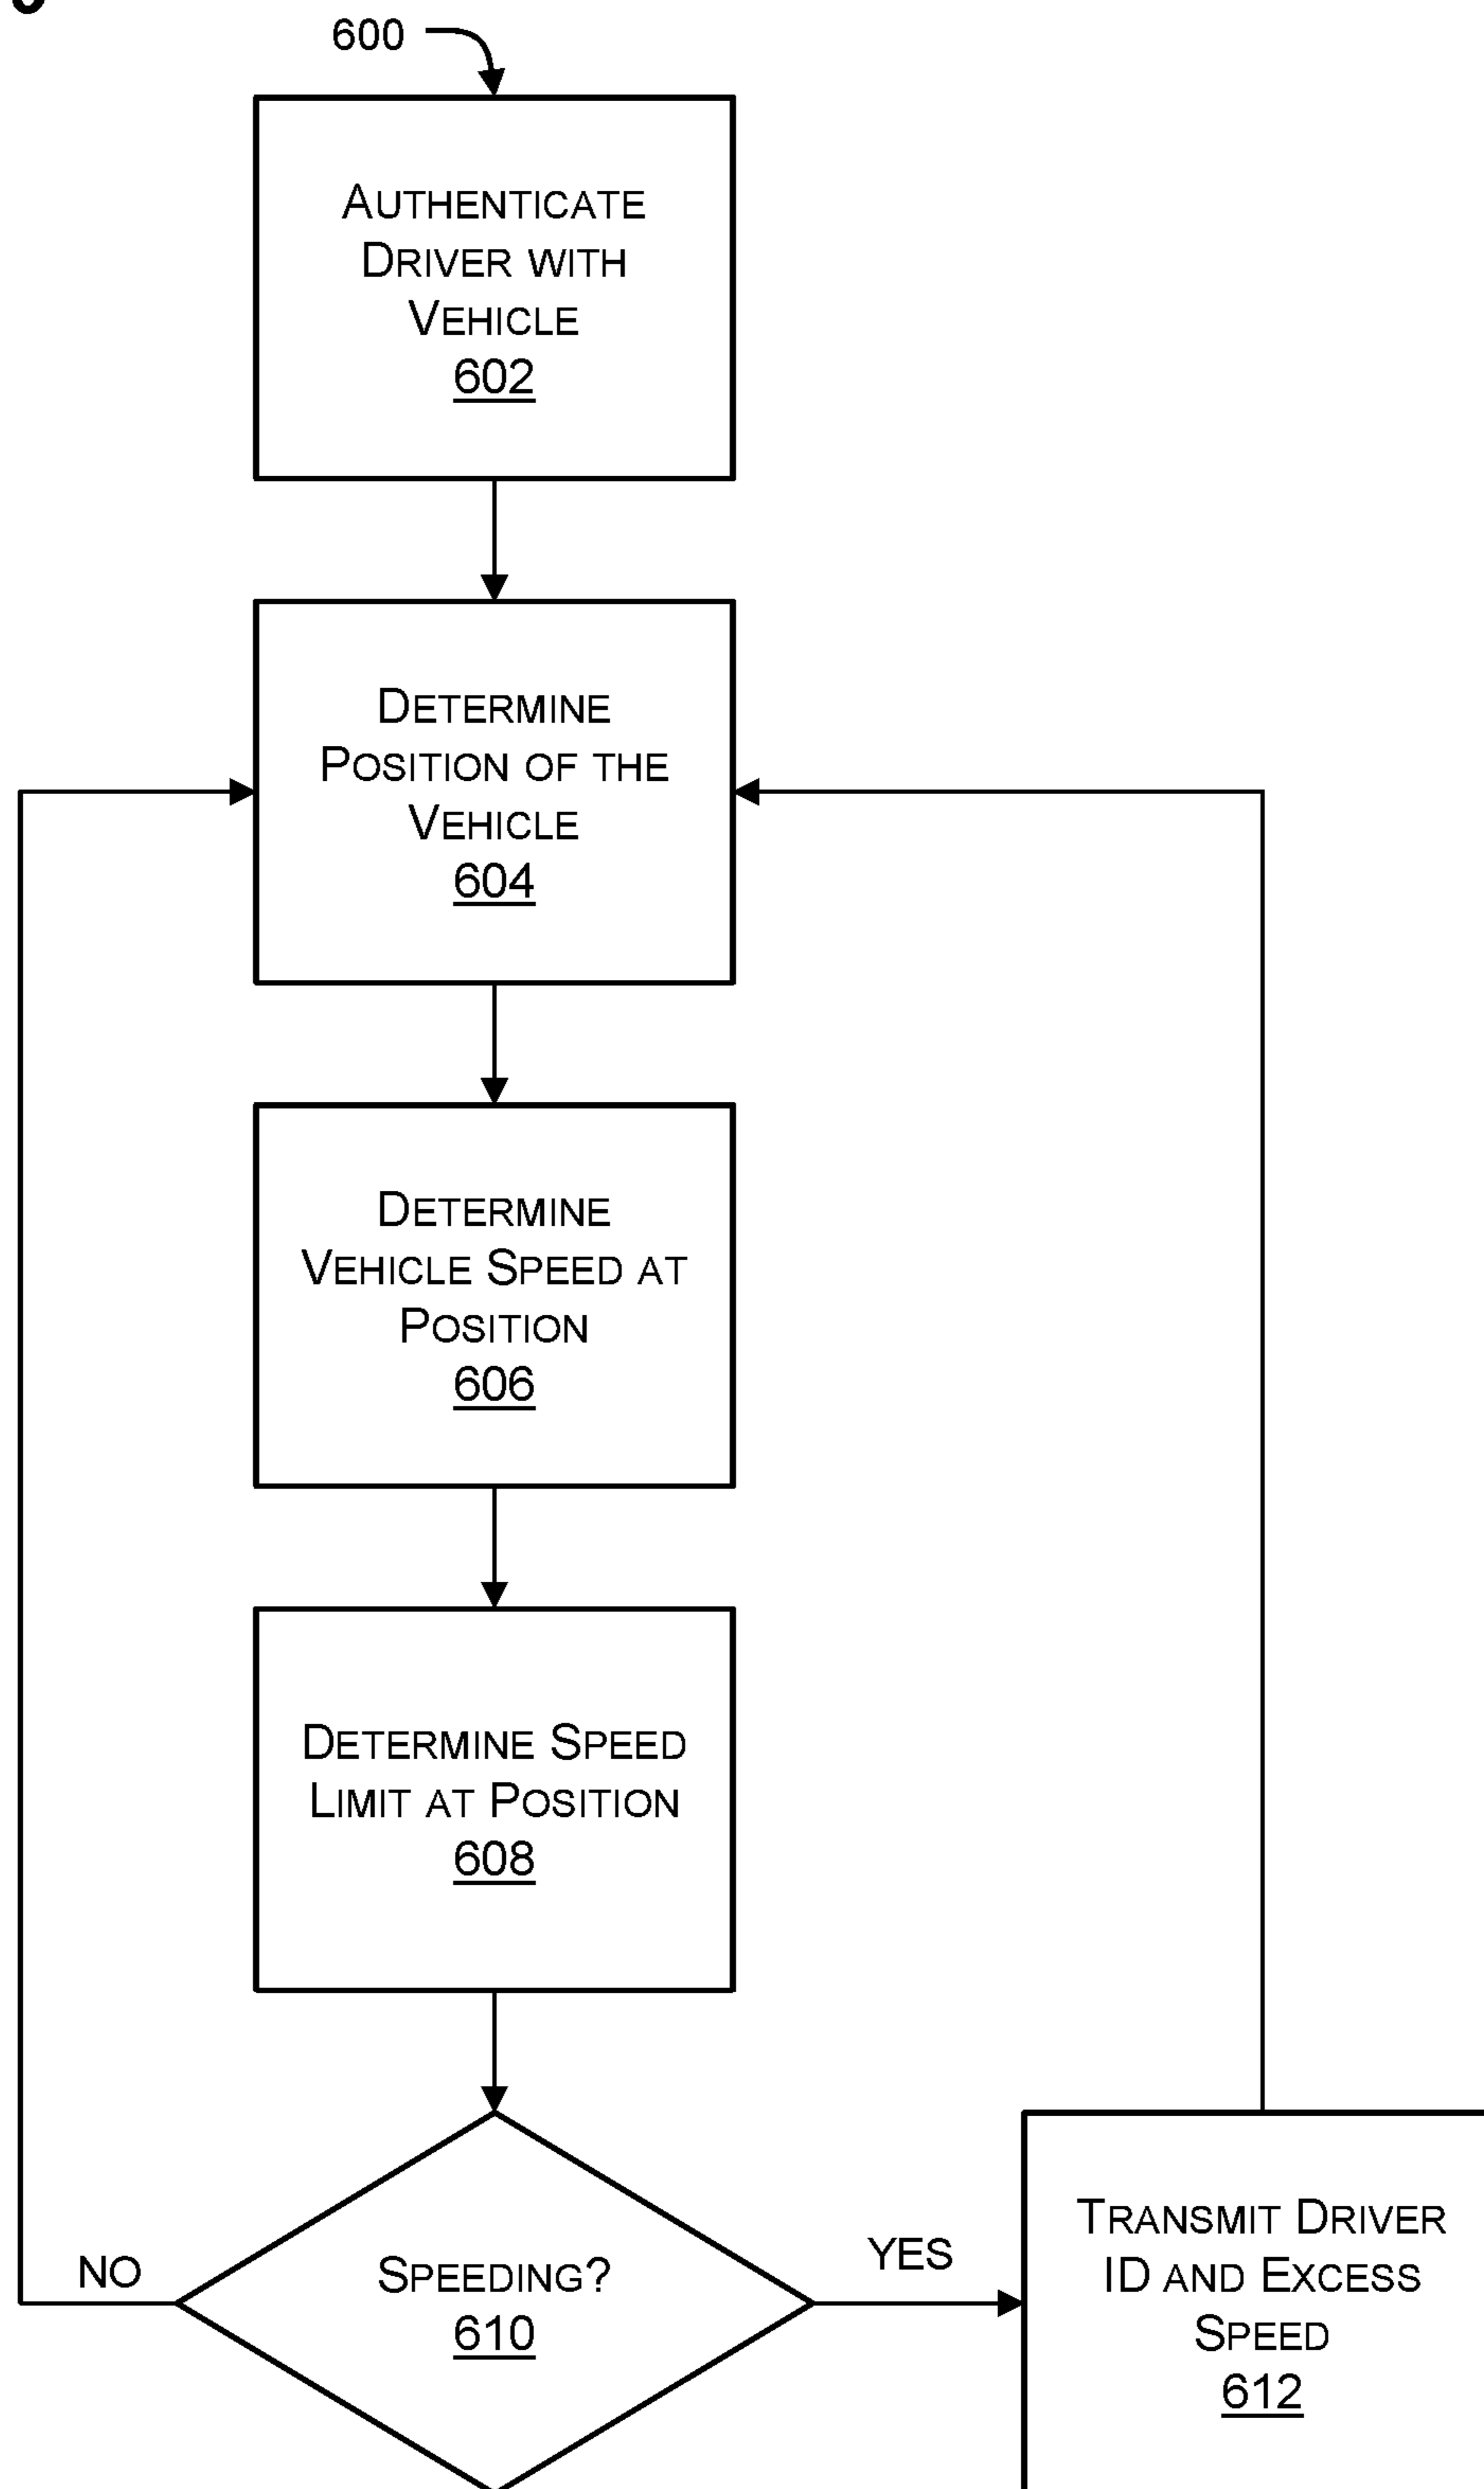 600
AUTHENTICATE
DRIVER WITH
VEHICLE
602
DETERMINE
POSITION OF THE
VEHICLE
604
DETERMINE
VEHICLE SPEED AT
POSITION
606
DETERMINE SPEED
LIMIT AT POSITION
608
NO
SPEEDING?
610
YES
TRANSMIT DRIVER
ID AND EXCESS
SPEED
612